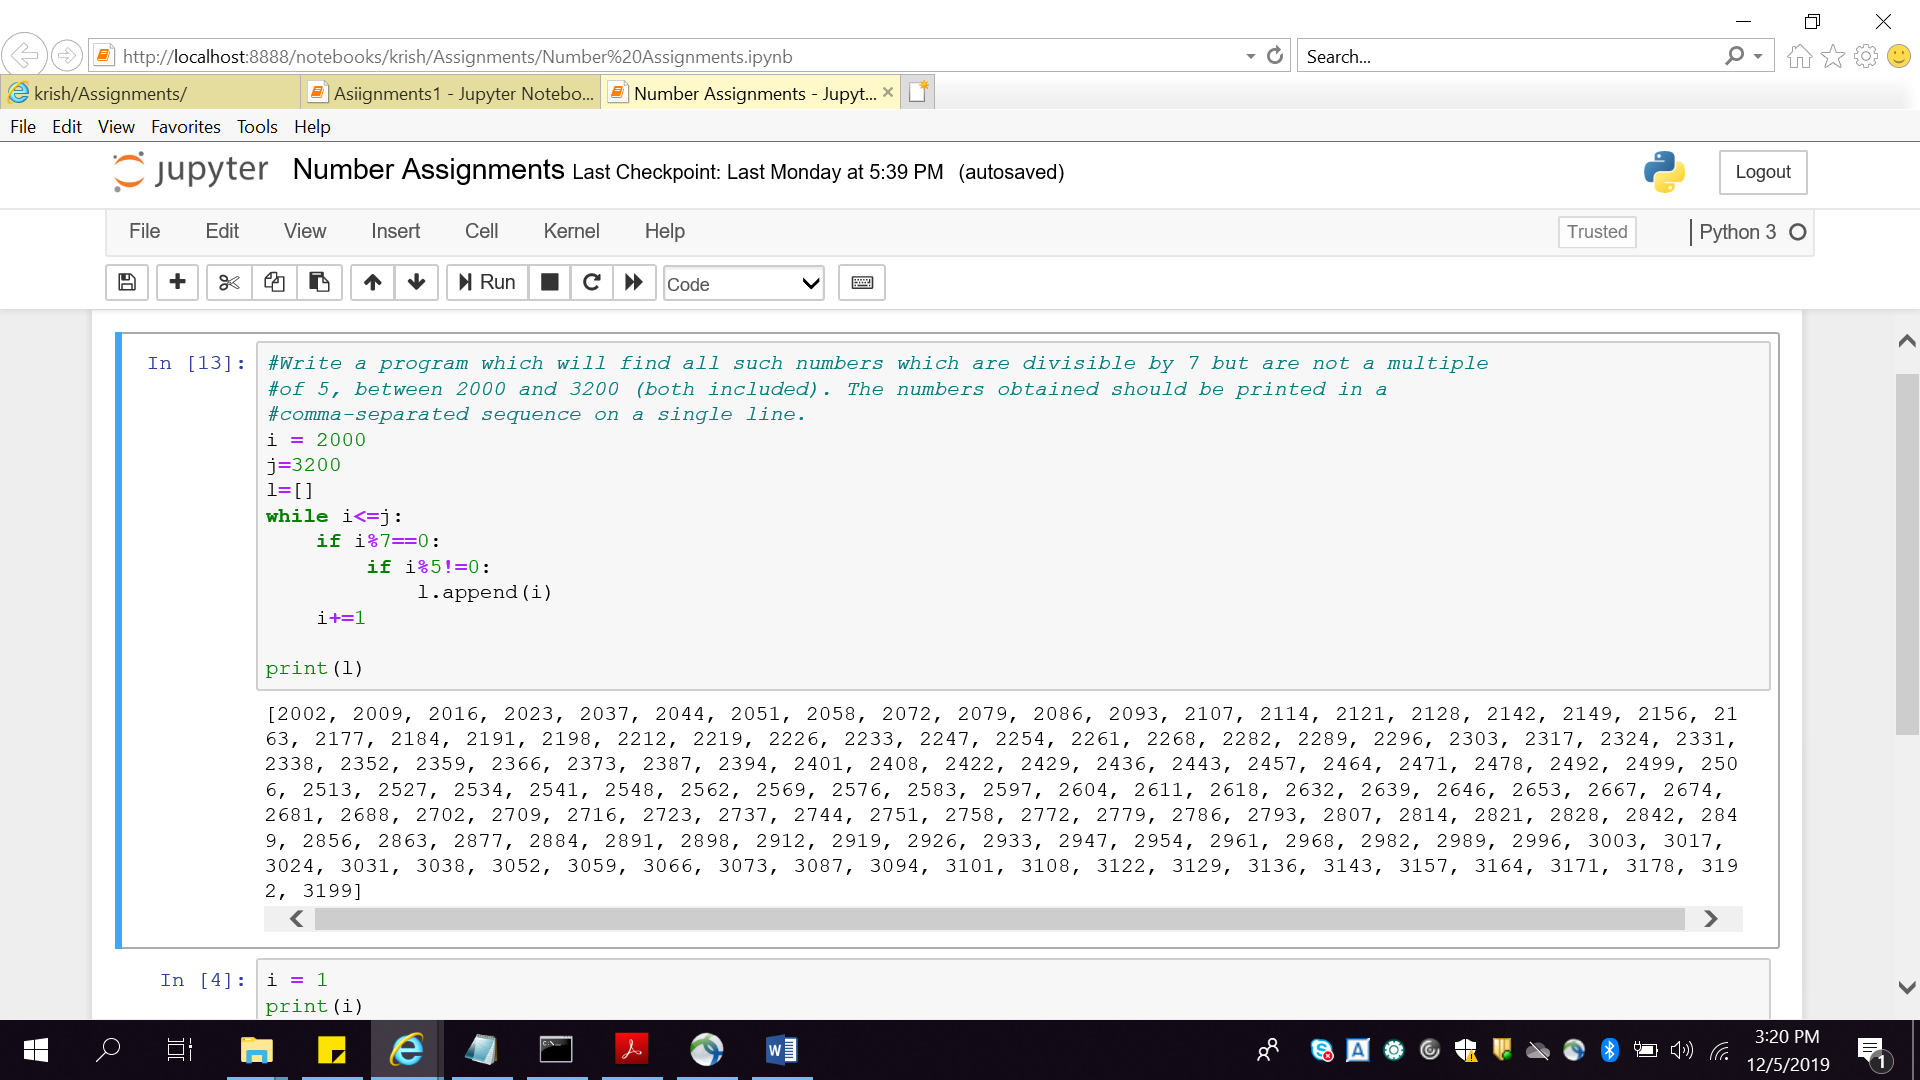 http://localhost:8888/notebooks/krish/Assignments/Number%20Assignments.ipynb
Search...
krish/Assignments/
Asiignments1 - Jupyter Notebo...
Number Assignments - Jupyt...
File Edit View Favorites Tools Help
jupyter Number Assignments Last Checkpoint: Last Monday at 5:39 PM (autosaved)
Logout
File Edit View Insert Cell Kernel Help
Trusted
Python 3
Run
Code
In [13]:
#Write a program which will find all such numbers which are divisible by 7 but are not a multiple
#of 5, between 2000 and 3200 (both included). The numbers obtained should be printed in a
#comma-separated sequence on a single line.
i = 2000
j=3200
l=[]
while i<=j:
    if i%7==0:
        if i%5!=0:
            l.append(i)
    i+=1
print(l)
[2002, 2009, 2016, 2023, 2037, 2044, 2051, 2058, 2072, 2079, 2086, 2093, 2107, 2114, 2121, 2128, 2142, 2149, 2156, 21
63, 2177, 2184, 2191, 2198, 2212, 2219, 2226, 2233, 2247, 2254, 2261, 2268, 2282, 2289, 2296, 2303, 2317, 2324, 2331,
2338, 2352, 2359, 2366, 2373, 2387, 2394, 2401, 2408, 2422, 2429, 2436, 2443, 2457, 2464, 2471, 2478, 2492, 2499, 250
6, 2513, 2527, 2534, 2541, 2548, 2562, 2569, 2576, 2583, 2597, 2604, 2611, 2618, 2632, 2639, 2646, 2653, 2667, 2674,
2681, 2688, 2702, 2709, 2716, 2723, 2737, 2744, 2751, 2758, 2772, 2779, 2786, 2793, 2807, 2814, 2821, 2828, 2842, 284
9, 2856, 2863, 2877, 2884, 2891, 2898, 2912, 2919, 2926, 2933, 2947, 2954, 2961, 2968, 2982, 2989, 2996, 3003, 3017,
3024, 3031, 3038, 3052, 3059, 3066, 3073, 3087, 3094, 3101, 3108, 3122, 3129, 3136, 3143, 3157, 3164, 3171, 3178, 319
2, 3199]
In [4]:
i = 1
print(i)
3:20 PM
12/5/2019
1